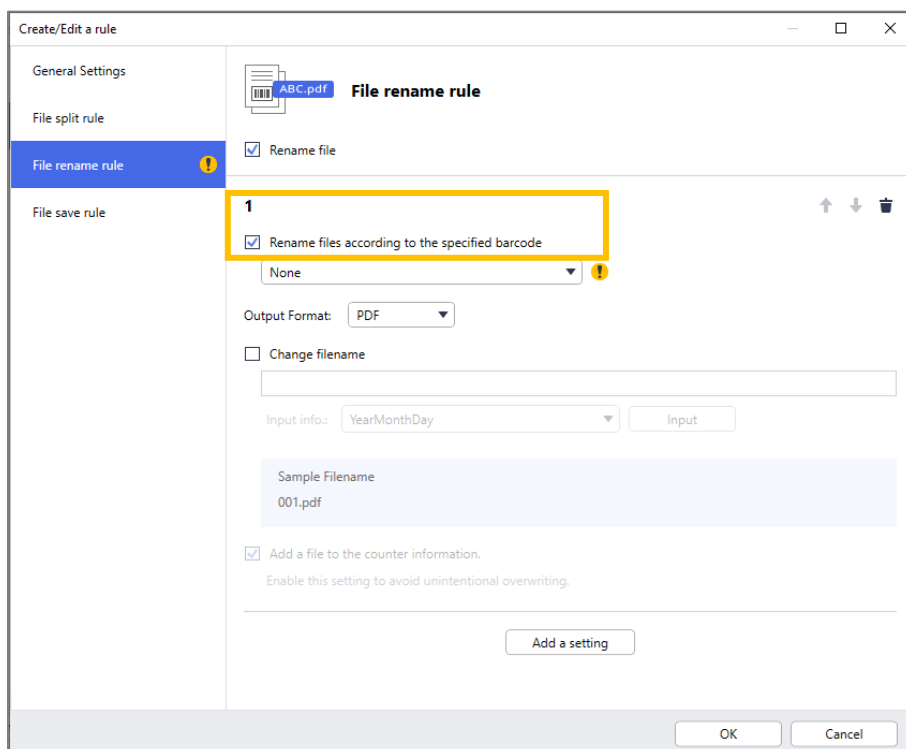 Create/Edit a rule
General Settings
File split rule
File rename rule
File save rule
ABC.pdf
File rename rule
Rename file
1
Rename files according to the specified barcode
None
Output Format: PDF
Change filename
Input info.: YearMonthDay Input
Sample Filename
001.pdf
Add a file to the counter information.
Enable this setting to avoid unintentional overwriting.
Add a setting
OK Cancel